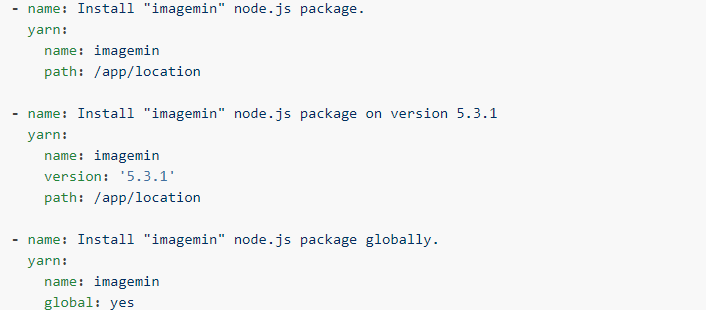 - name: Install "imagemin" node.js package.
  yarn:
    name: imagemin
    path: /app/location

- name: Install "imagemin" node.js package on version 5.3.1
  yarn:
    name: imagemin
    version: '5.3.1'
    path: /app/location

- name: Install "imagemin" node.js package globally.
  yarn:
    name: imagemin
    global: yes